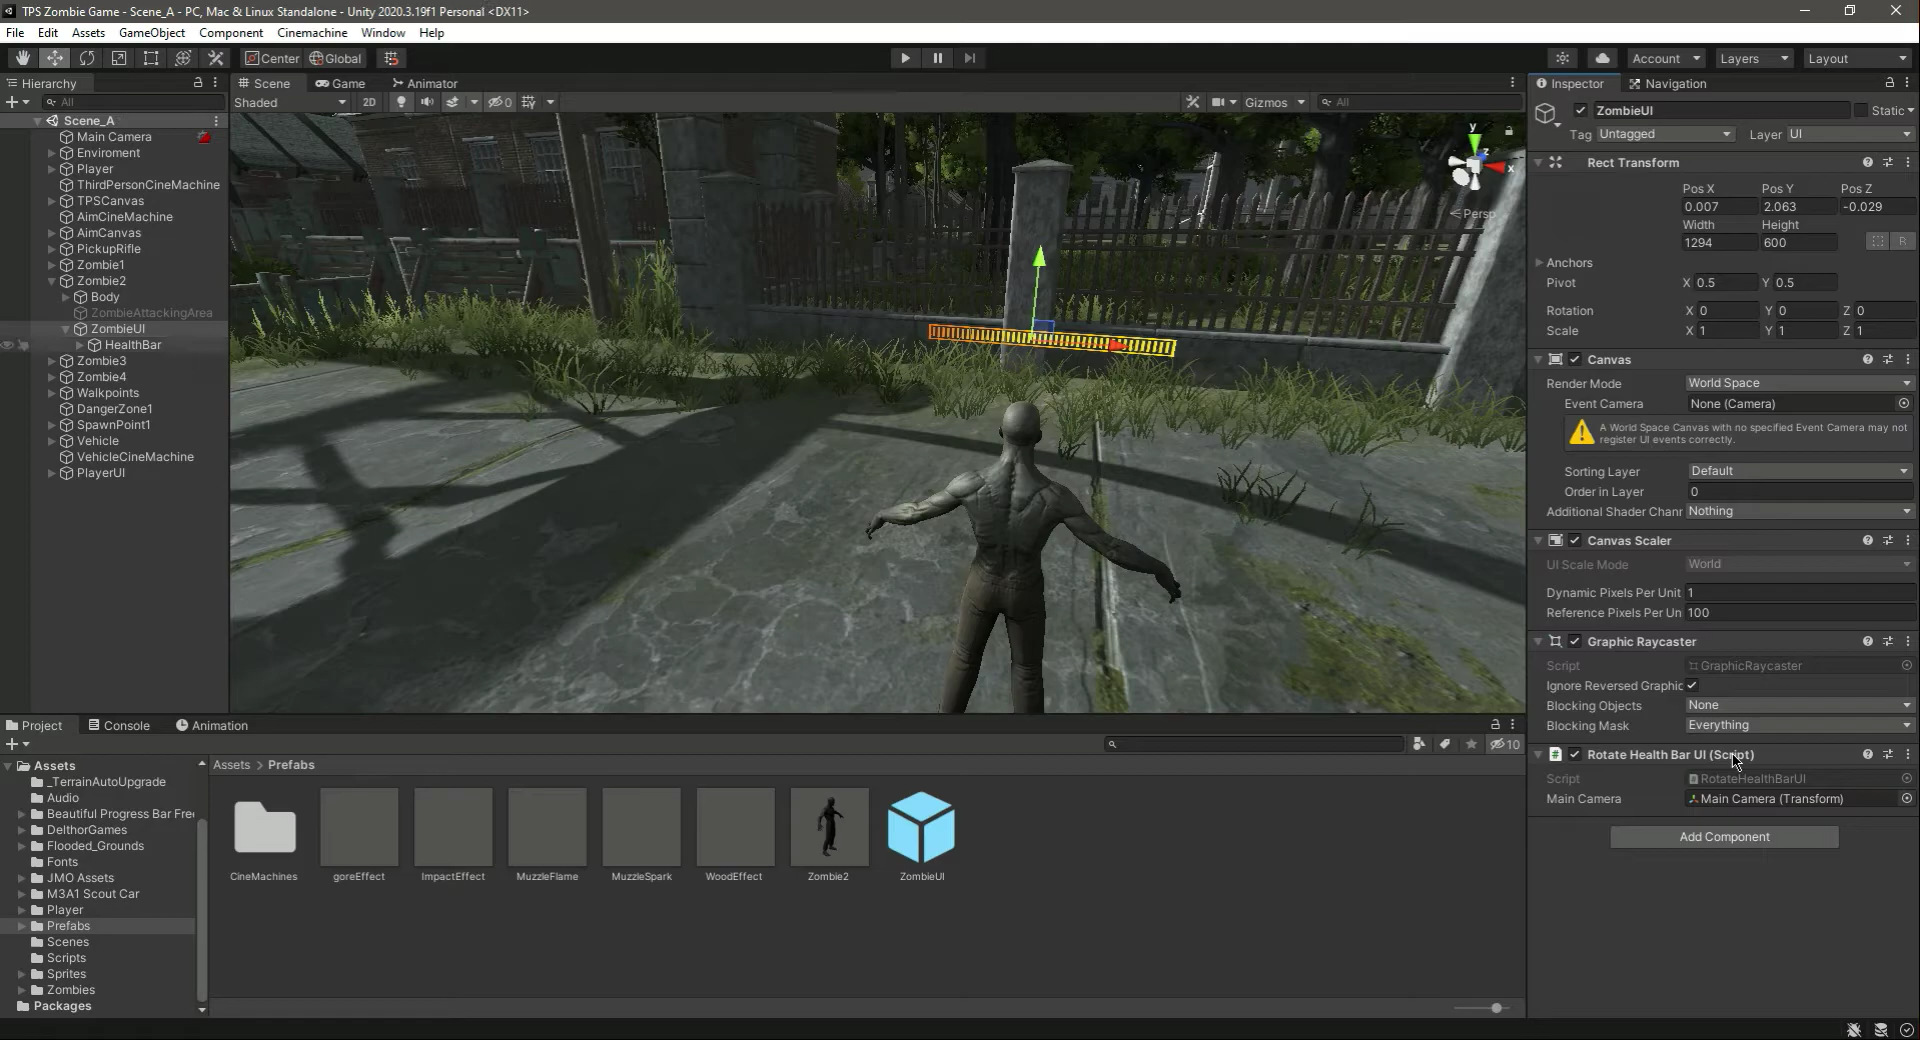 TPS Zombie Game - Scene_A - PC, Mac & Linux Standalone - Unity 2020.3.19f1 Personal <DX11>
File Edit Assets GameObject Component Cinemachine Window Help
Center Global Account Layers Layout
Hierarchy
All
Scene_A
Main Camera
Enviroment
Player
ThirdPersonCineMachine
TPSCanvas
AimCineMachine
AimCanvas
PickupRifle
Zombie1
Zombie2
Body
ZombieAttackingArea
ZombieUI
HealthBar
Zombie3
Zombie4
Walkpoints
DangerZone1
SpawnPoint1
Vehicle
VehicleCineMachine
PlayerUI
Scene Game Animator
Shaded 2D 0 Gizmos All
y
z
x
Persp
Inspector Navigation
ZombieUI Static
Tag Untagged Layer UI
Rect Transform
Pos X Pos Y Pos Z
0.007 2.063 -0.029
Width Height
1294 600 R
Anchors
Pivot X 0.5 Y 0.5
Rotation X 0 Y 0 Z 0
Scale X 1 Y 1 Z 1
Canvas
Render Mode World Space
Event Camera None (Camera)
A World Space Canvas with no specified Event Camera may not
register UI events correctly.
Sorting Layer Default
Order in Layer 0
Additional Shader Chanr Nothing
Canvas Scaler
UI Scale Mode World
Dynamic Pixels Per Unit 1
Reference Pixels Per Un 100
Graphic Raycaster
Script GraphicRaycaster
Ignore Reversed Graphic
Blocking Objects None
Blocking Mask Everything
Rotate Health Bar UI (Script)
Script RotateHealthBarUI
Main Camera Main Camera (Transform)
Add Component
Project Console Animation
10
Assets
_TerrainAutoUpgrade
Audio
Beautiful Progress Bar Free
DelthorGames
Flooded_Grounds
Fonts
JMO Assets
M3A1 Scout Car
Player
Prefabs
Scenes
Scripts
Sprites
Zombies
Packages
Assets > Prefabs
CineMachines goreEffect ImpactEffect MuzzleFlame MuzzleSpark WoodEffect Zombie2 ZombieUI